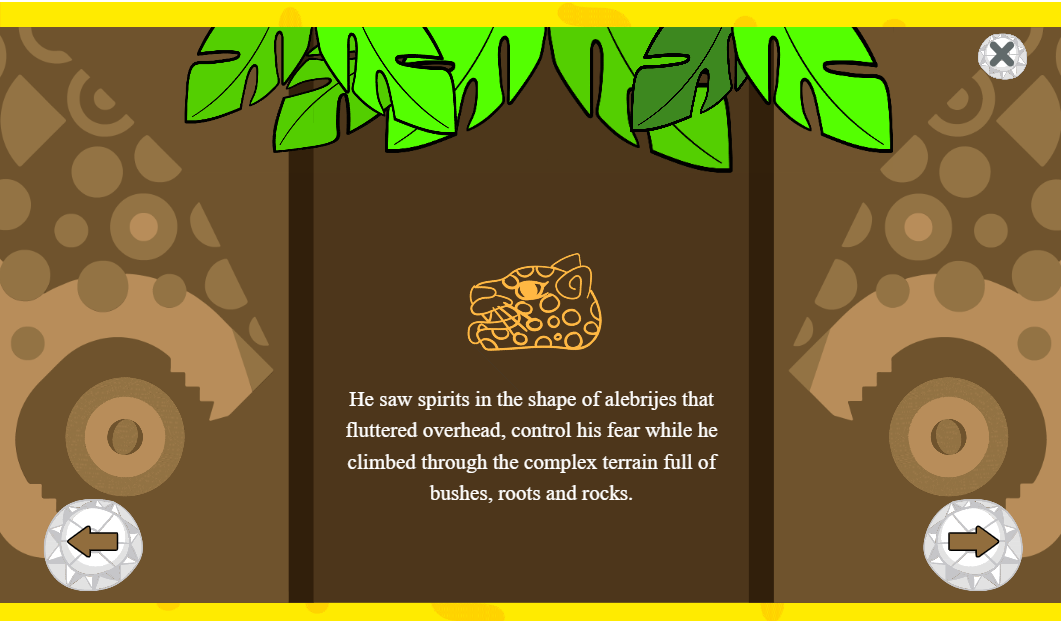 He saw spirits in the shape of alebrijes that
fluttered overhead, control his fear while he
climbed through the complex terrain full of
bushes, roots and rocks.